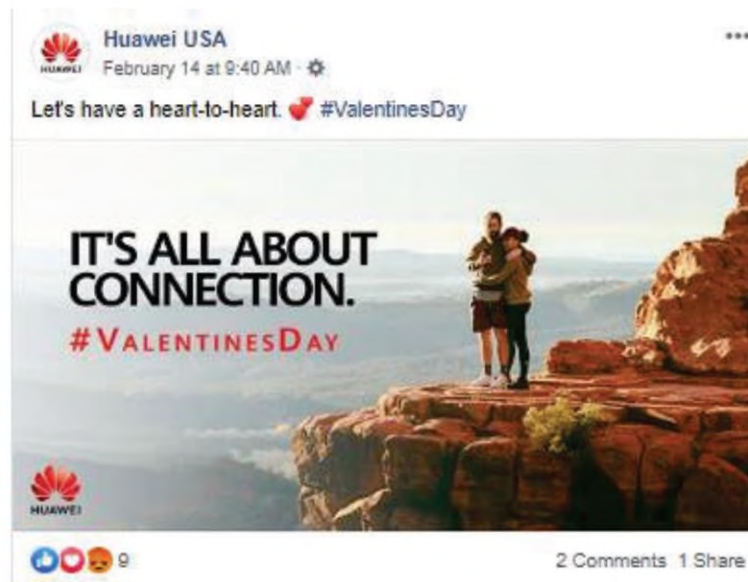 Huawei USA
HUAWEI
February 14 at 9:40 AM ·
Let's have a heart-to-heart. 💕 #ValentinesDay
IT'S ALL ABOUT
CONNECTION.
#VALENTINESDAY
HUAWEI
9
2 Comments 1 Share